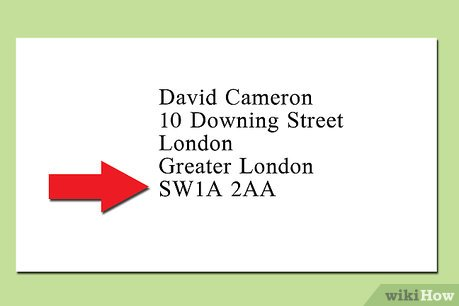 David Cameron
10 Downing Street
London
Greater London
SW1A 2AA
wikiHow